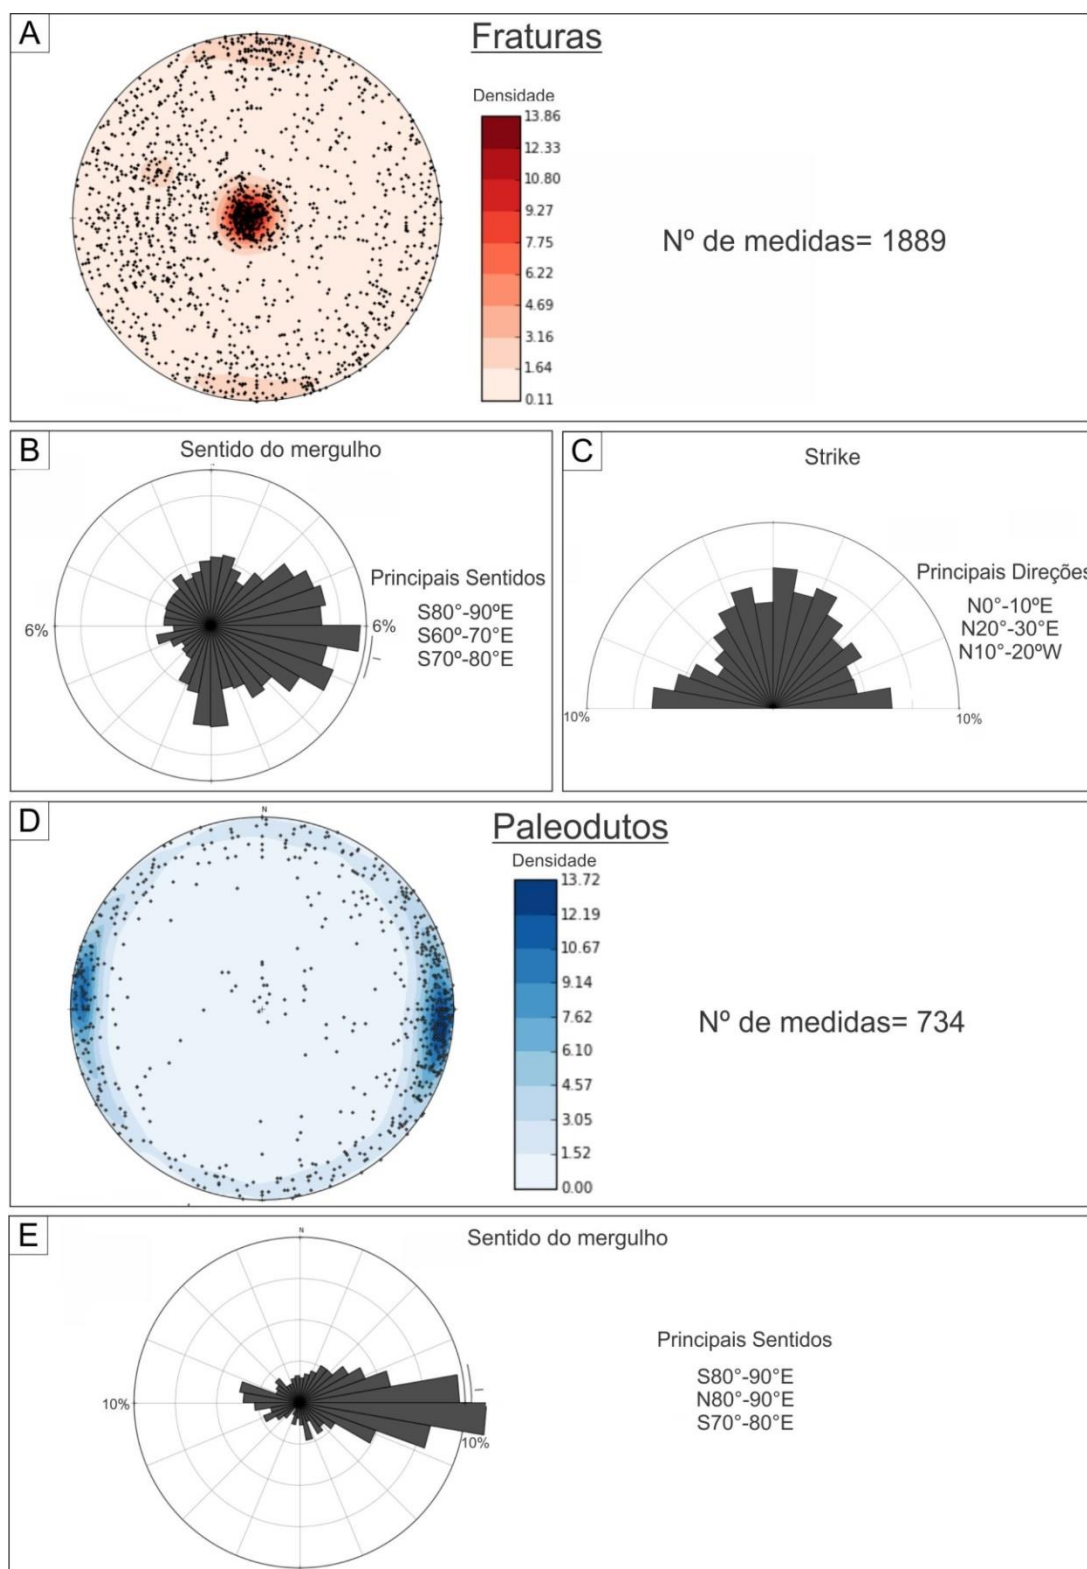 A
Fraturas
Densidade
13.86
12.33
10.80
9.27
7.75
6.22
4.69
3.16
1.64
0.11
Nº de medidas= 1889
B
Sentido do mergulho
6%
6%
Principais Sentidos
S80°-90ºE
S60º-70°E
S70º-80°E
C
Strike
10%
10%
Principais Direções
N0°-10ºE
N20°-30°E
N10°-20ºW
D
N
Paleodutos
Densidade
13.72
12.19
10.67
9.14
7.62
6.10
4.57
3.05
1.52
0.00
Nº de medidas= 734
E
N
Sentido do mergulho
10%
10%
Principais Sentidos
S80°-90°E
N80°-90°E
S70°-80°E